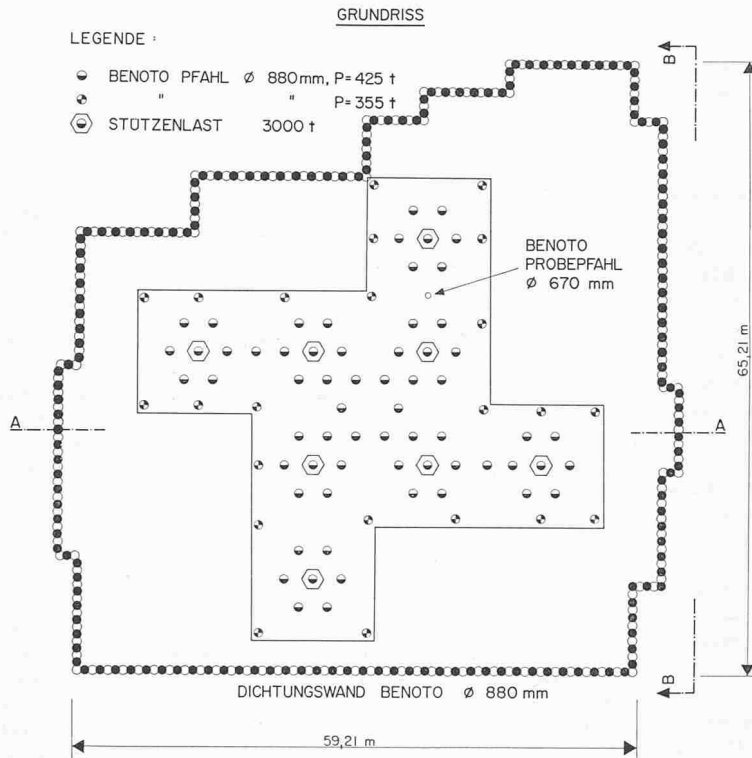 GRUNDRISS
LEGENDE :
BENOTO PFAHL Ø 880 mm, P= 425 t
" " P= 355 t
STÜTZENLAST 3000 t
B
BENOTO
PROBEPFAHL
Ø 670 mm
65,21 m
A
A
B
DICHTUNGSWAND BENOTO Ø 880 mm
59,21 m